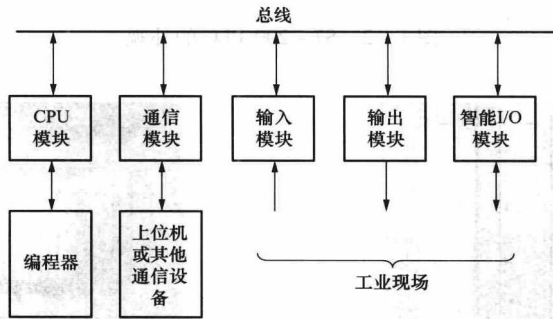 总线
CPU
模块
通信
模块
输入
模块
输出
模块
智能I/O
模块
编程器
上位机
或其他
通信设
备
工业现场